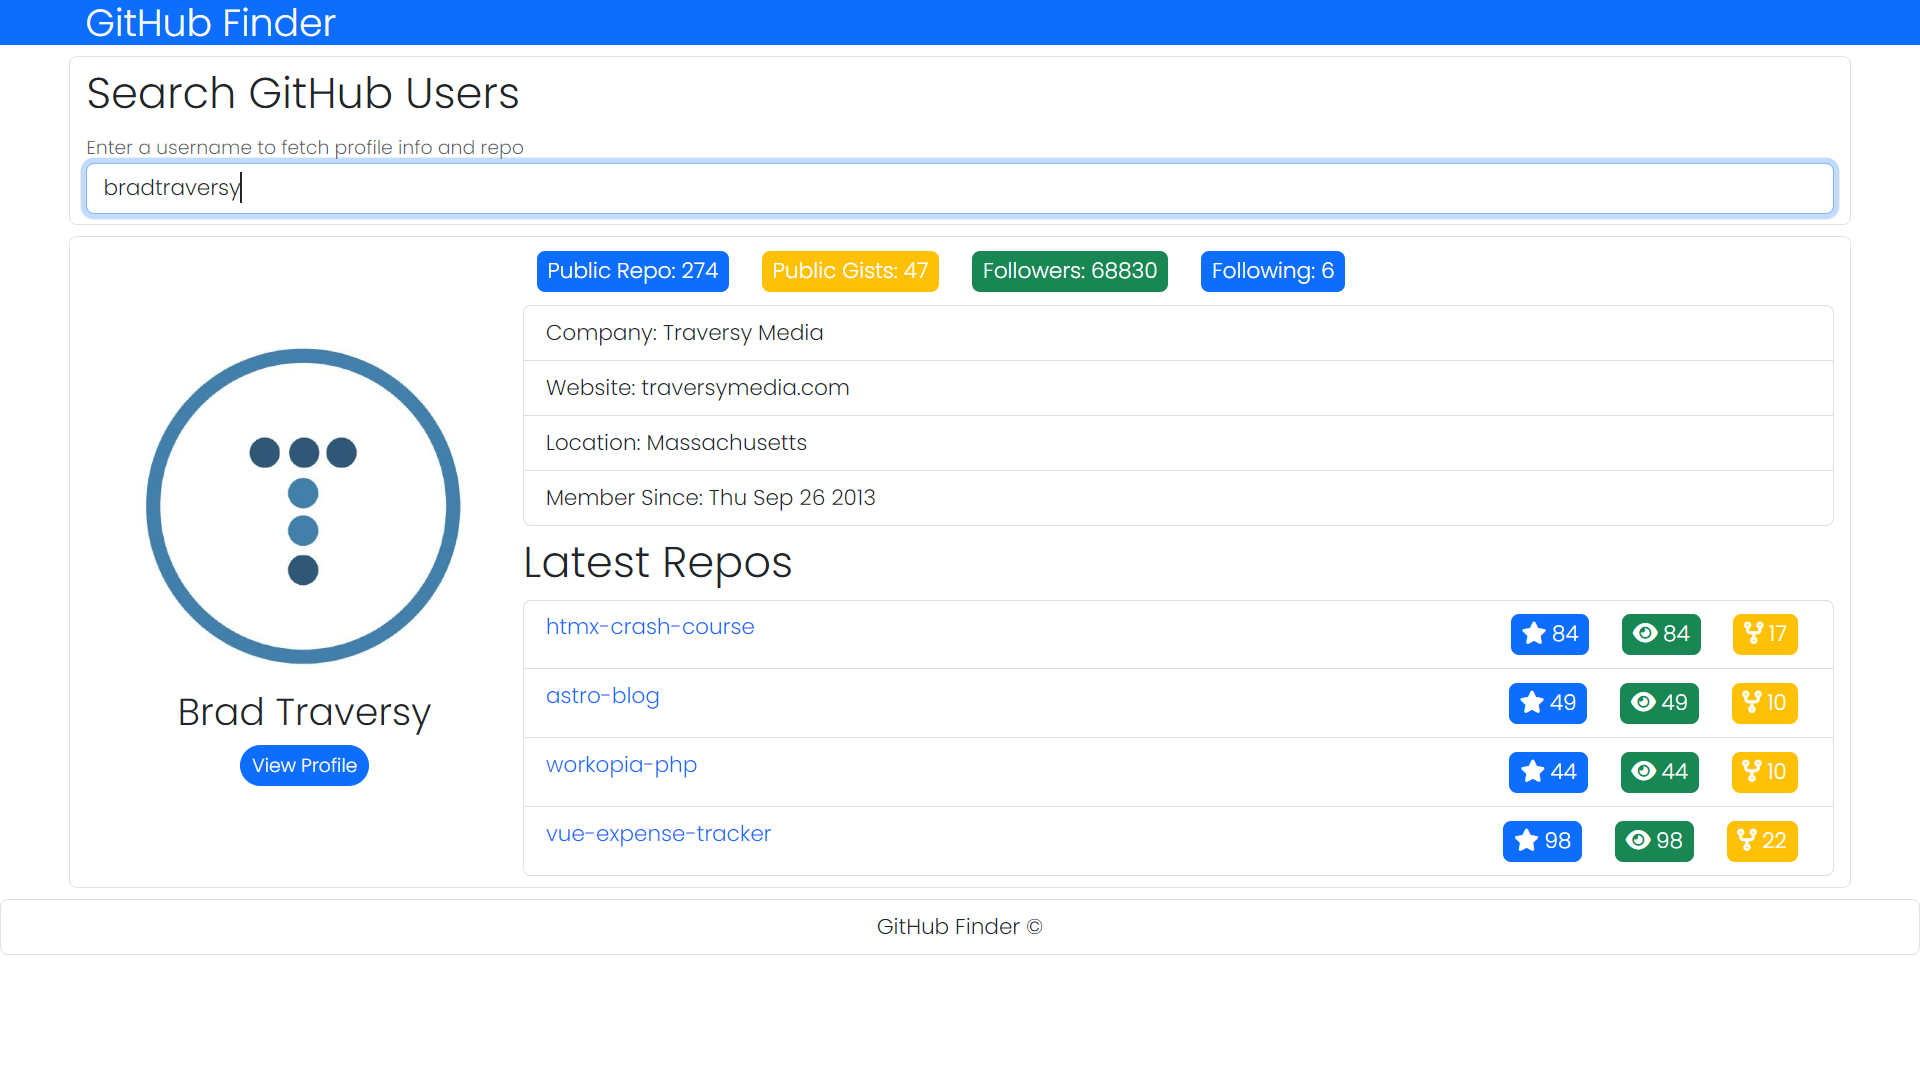 GitHub Finder
Search GitHub Users
Enter a username to fetch profile info and repo
bradtraversy
Public Repo: 274 Public Gists: 47 Followers: 68830 Following: 6
Company: Traversy Media
Website: traversymedia.com
Location: Massachusetts
Member Since: Thu Sep 26 2013
Brad Traversy
View Profile
Latest Repos
htmx-crash-course 84 84 17
astro-blog 49 49 10
workopia-php 44 44 10
vue-expense-tracker 98 98 22
GitHub Finder ©